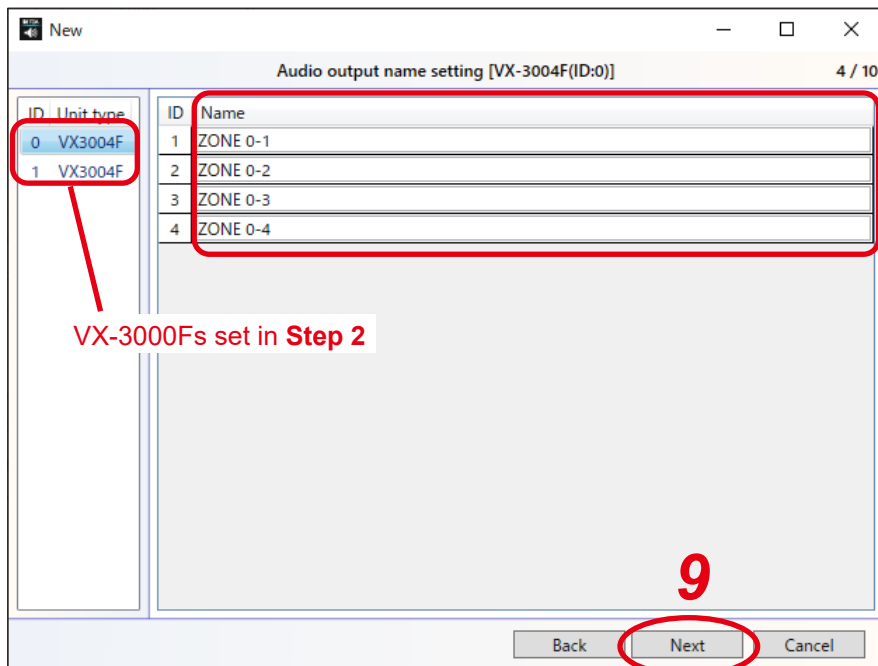 New
Audio output name setting [VX-3004F(ID:0)]
4 / 10
ID Unit type
0 VX3004F
1 VX3004F
ID Name
1 ZONE 0-1
2 ZONE 0-2
3 ZONE 0-3
4 ZONE 0-4
VX-3000Fs set in Step 2
9
Back Next Cancel